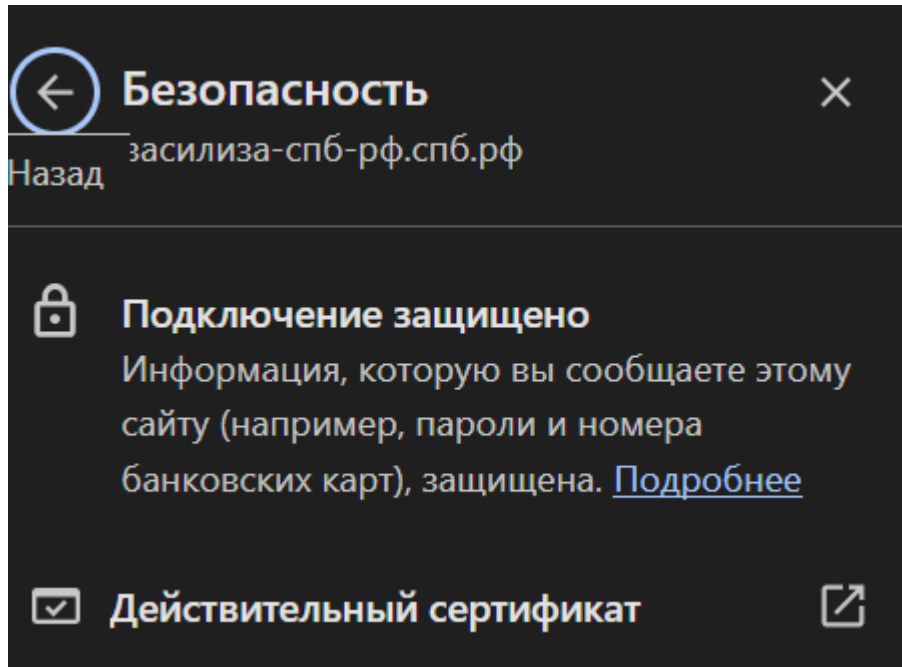 Безопасность
василиза-спб-рф.спб.рф
Назад
Подключение защищено
Информация, которую вы сообщаете этому
сайту (например, пароли и номера
банковских карт), защищена. Подробнее
Действительный сертификат